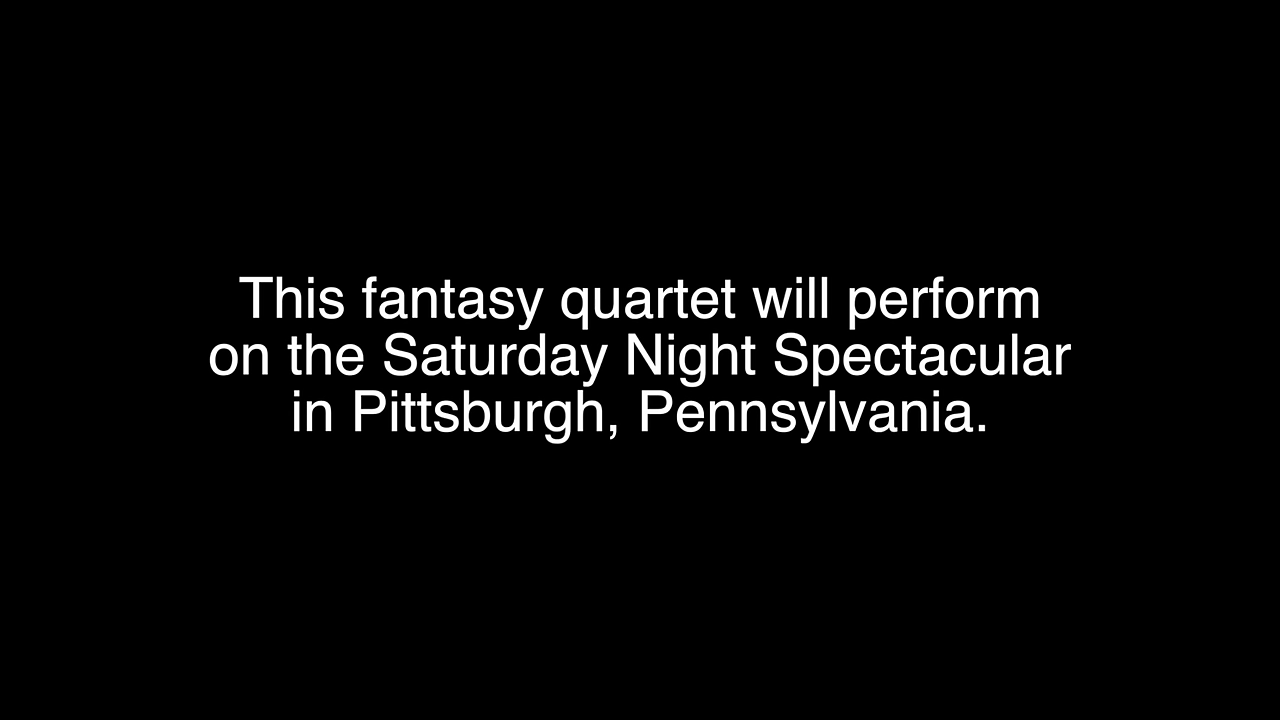 This fantasy quartet will perform
on the Saturday Night Spectacular
in Pittsburgh, Pennsylvania.